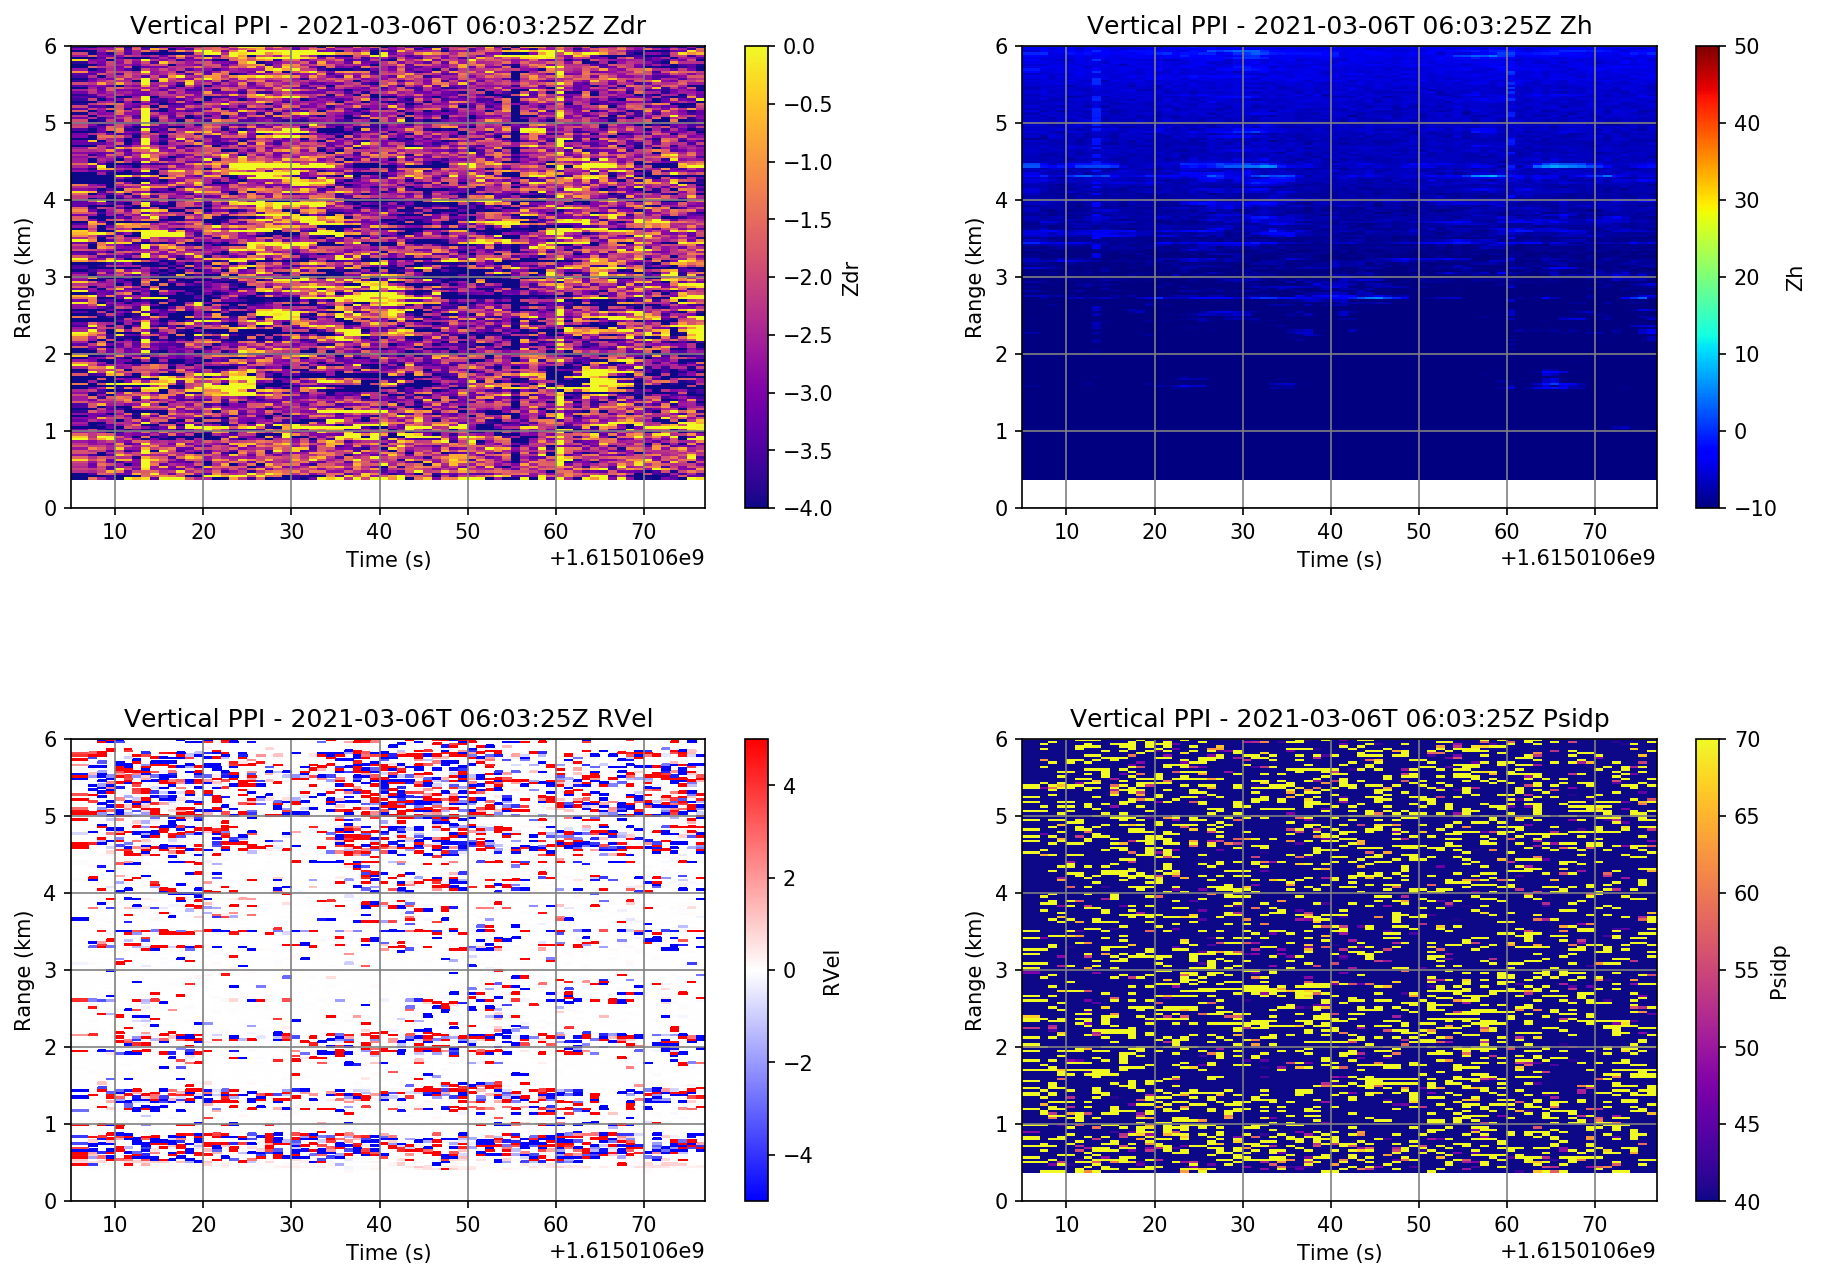 Vertical PPI - 2021-03-06T 06:03:25Z Zdr
6
5
4
3
2
1
0
Range (km)
10 20 30 40 50 60 70
Time (s)
+1.6150106e9
0.0
−0.5
−1.0
−1.5
−2.0
−2.5
−3.0
−3.5
−4.0
Zdr
Vertical PPI - 2021-03-06T 06:03:25Z Zh
6
5
4
3
2
1
0
Range (km)
10 20 30 40 50 60 70
Time (s)
+1.6150106e9
50
40
30
20
10
0
−10
Zh
Vertical PPI - 2021-03-06T 06:03:25Z RVel
6
5
4
3
2
1
0
Range (km)
10 20 30 40 50 60 70
Time (s)
+1.6150106e9
4
2
0
−2
−4
RVel
Vertical PPI - 2021-03-06T 06:03:25Z Psidp
6
5
4
3
2
1
0
Range (km)
10 20 30 40 50 60 70
Time (s)
+1.6150106e9
70
65
60
55
50
45
40
Psidp